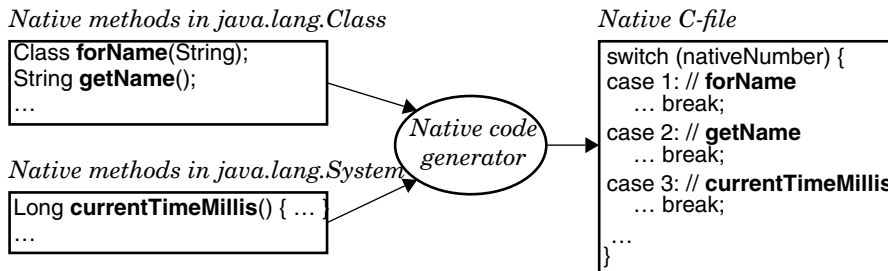 Native methods in java.lang.Class
Class forName(String);
String getName();
…
Native methods in java.lang.System
Long currentTimeMillis() { … }
…
Native code
generator
Native C-file
switch (nativeNumber) {
case 1: // forName
… break;
case 2: // getName
… break;
case 3: // currentTimeMillis
… break;
…
}